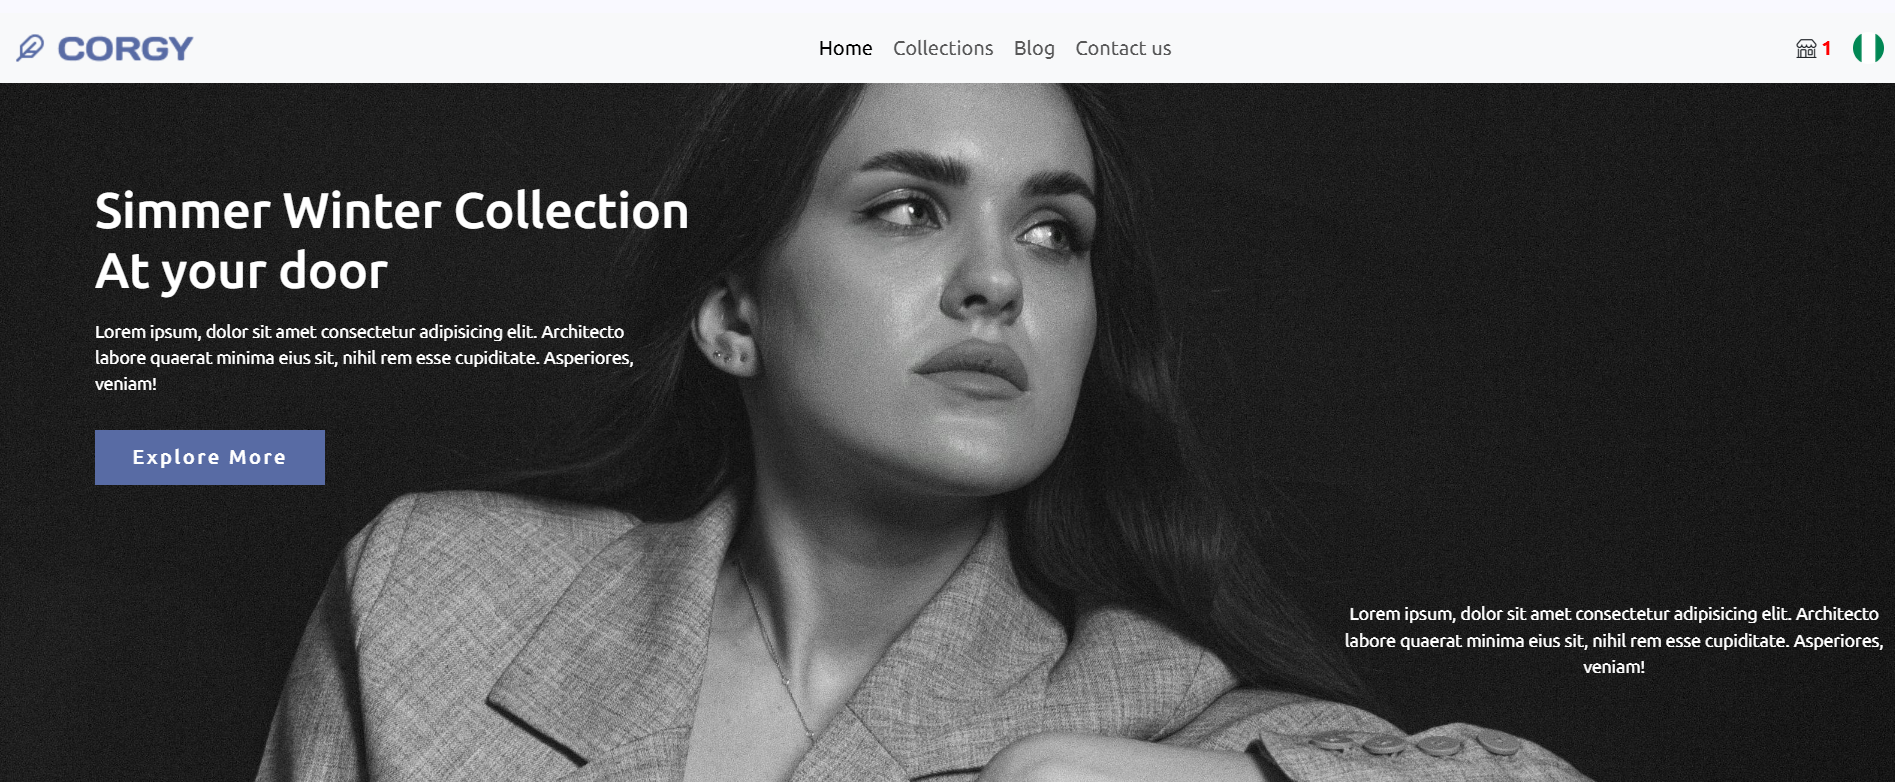 CORGY
Home Collections Blog Contact us
1
Simmer Winter Collection
At your door
Lorem ipsum, dolor sit amet consectetur adipisicing elit. Architecto
labore quaerat minima eius sit, nihil rem esse cupiditate. Asperiores,
veniam!
Explore More
Lorem ipsum, dolor sit amet consectetur adipisicing elit. Architecto
labore quaerat minima eius sit, nihil rem esse cupiditate. Asperiores,
veniam!